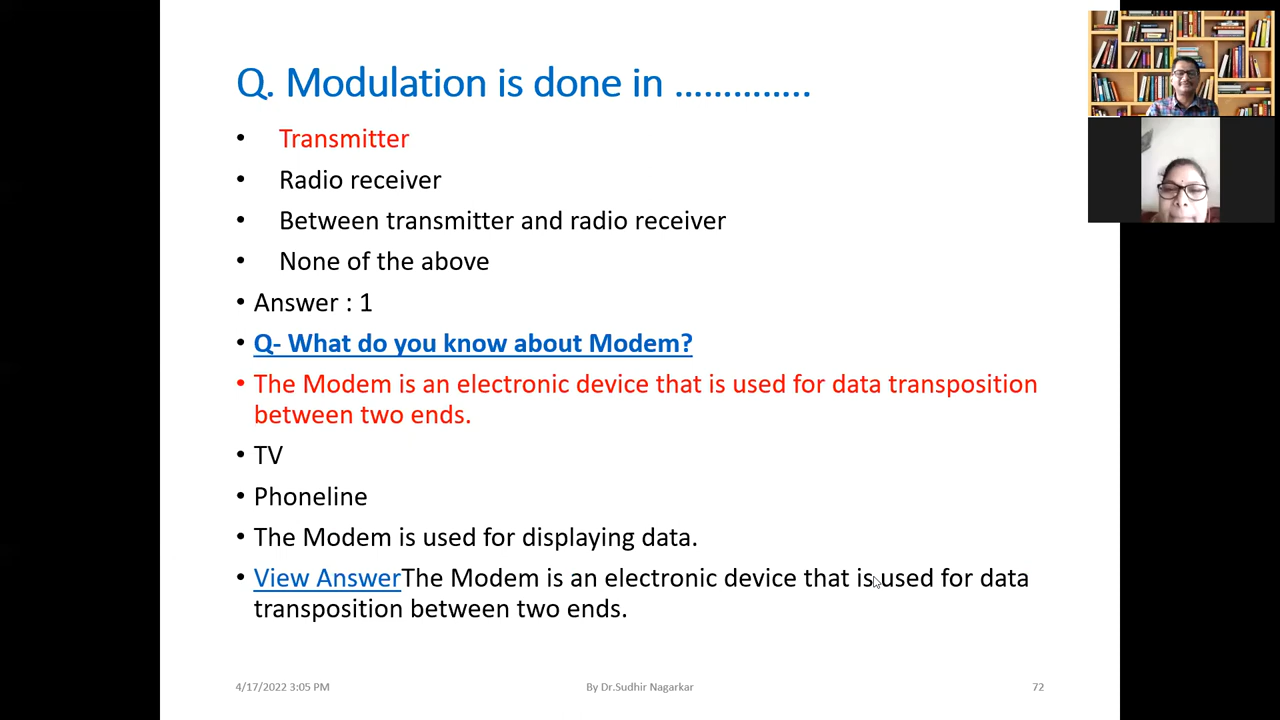 Q. Modulation is done in …………..
• Transmitter
• Radio receiver
• Between transmitter and radio receiver
• None of the above
• Answer : 1
• Q- What do you know about Modem?
• The Modem is an electronic device that is used for data transposition
between two ends.
• TV
• Phoneline
• The Modem is used for displaying data.
• View AnswerThe Modem is an electronic device that is used for data
transposition between two ends.
4/17/2022 3:05 PM
By Dr.Sudhir Nagarkar
72